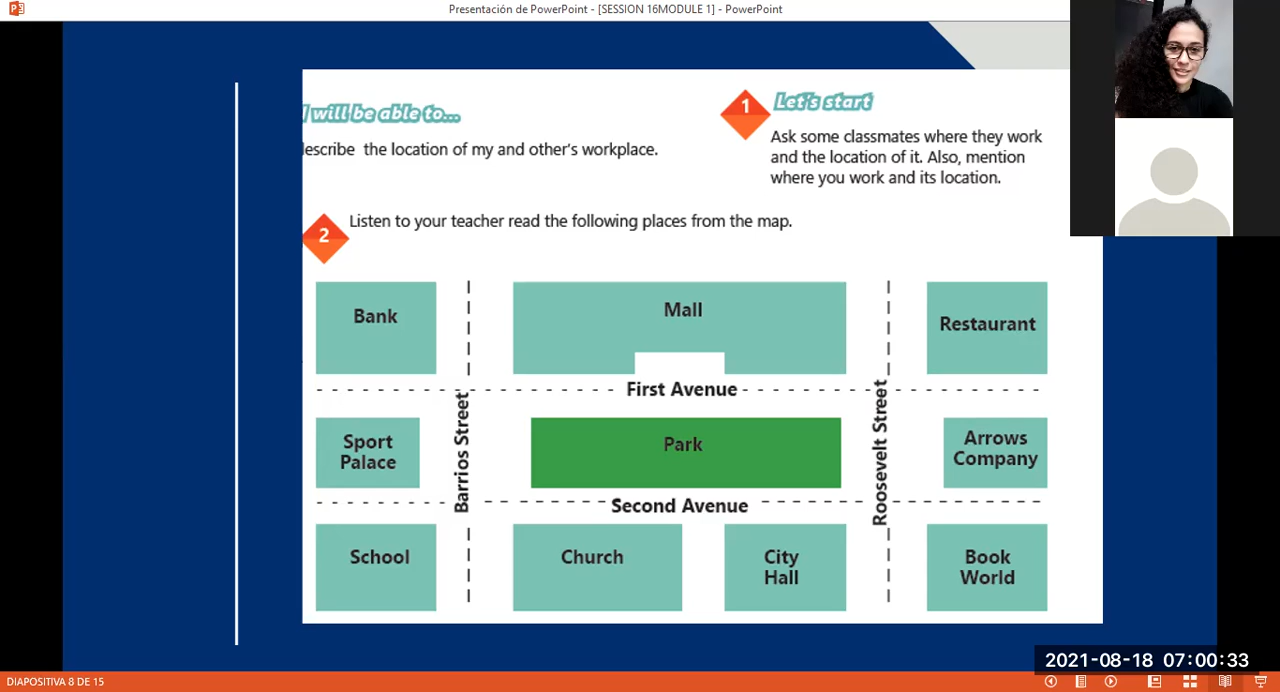 Presentación de PowerPoint - [SESSION 16MODULE 1] - PowerPoint
I will be able to...
describe the location of my and other's workplace.
1
Let's start
Ask some classmates where they work
and the location of it. Also, mention
where you work and its location.
2
Listen to your teacher read the following places from the map.
Bank
Mall
Restaurant
First Avenue
Sport
Palace
Barrios Street
Park
Roosevelt Street
Arrows
Company
Second Avenue
School
Church
City
Hall
Book
World
2021-08-18 07:00:33
DIAPOSITIVA 8 DE 15